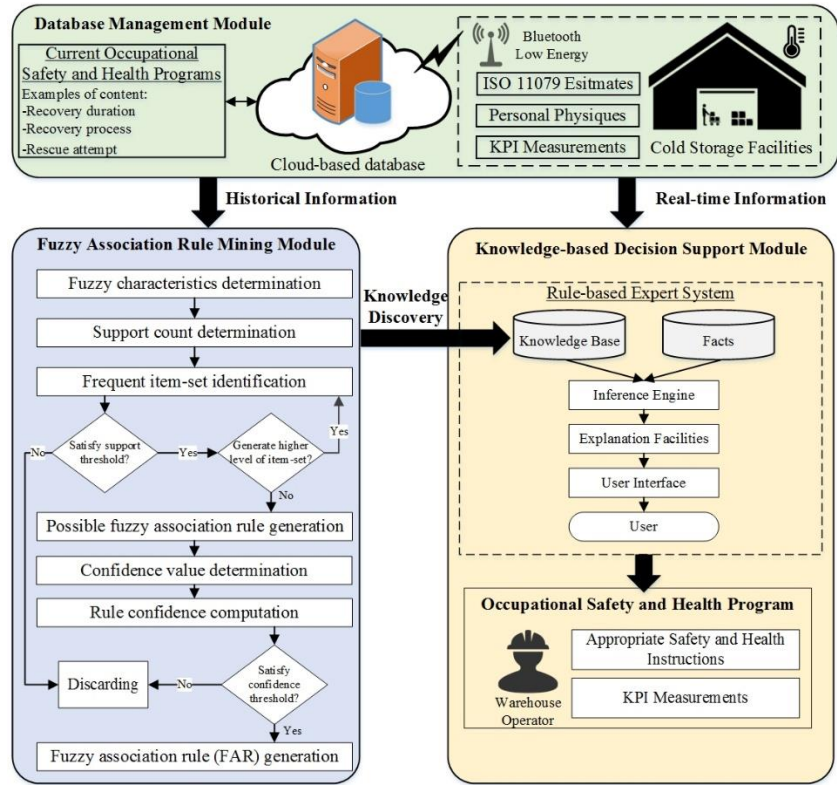 Database Management Module
Current Occupational
Safety and Health Programs
Examples of content:
-Recovery duration
-Recovery process
-Rescue attempt
Cloud-based database
Bluetooth
Low Energy
ISO 11079 Esitmates
Personal Physiques
KPI Measurements
Cold Storage Facilities
Historical Information
Real-time Information
Fuzzy Association Rule Mining Module
Fuzzy characteristics determination
Support count determination
Frequent item-set identification
Satisfy support
threshold?
No
Yes
Generate higher
level of item-set?
Yes
No
Possible fuzzy association rule generation
Confidence value determination
Rule confidence computation
Satisfy
confidence
threshold?
No
Discarding
Yes
Fuzzy association rule (FAR) generation
Knowledge
Discovery
Knowledge-based Decision Support Module
Rule-based Expert System
Knowledge Base
Facts
Inference Engine
Explanation Facilities
User Interface
User
Occupational Safety and Health Program
Warehouse
Operator
Appropriate Safety and Health
Instructions
KPI Measurements